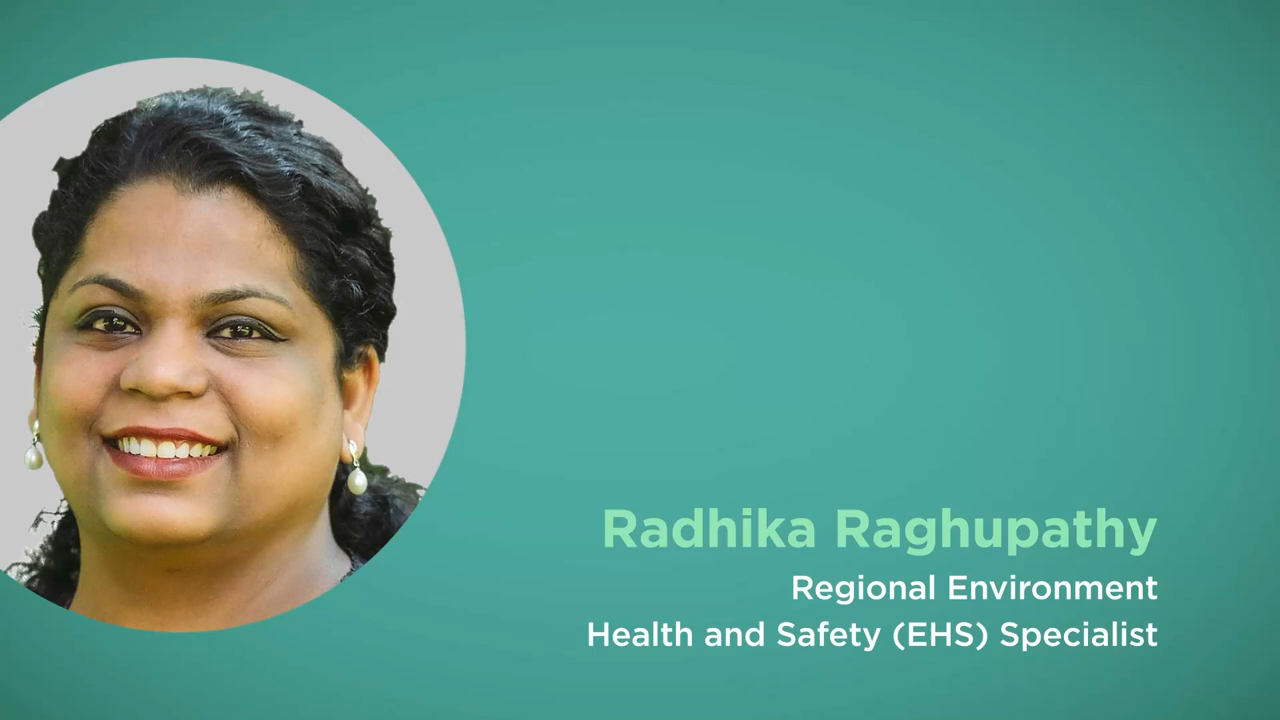 Radhika Raghupathy
Regional Environment
Health and Safety (EHS) Specialist